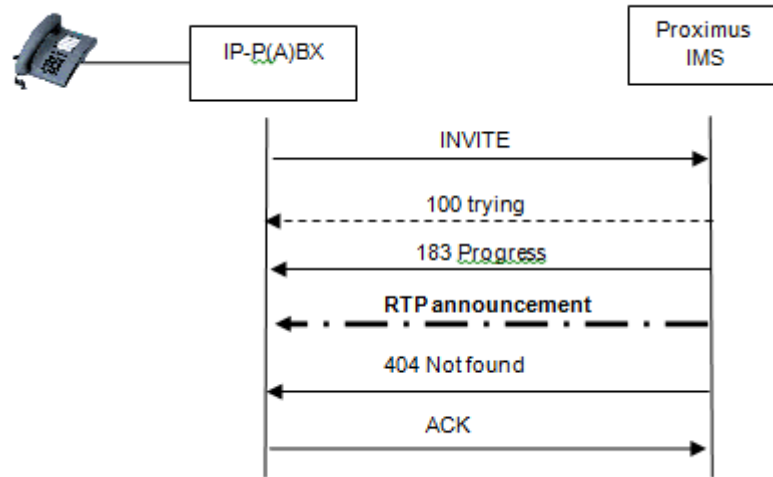 IP-P(A)BX
Proximus
IMS
INVITE
100 trying
183 Progress
RTP announcement
404 Not found
ACK